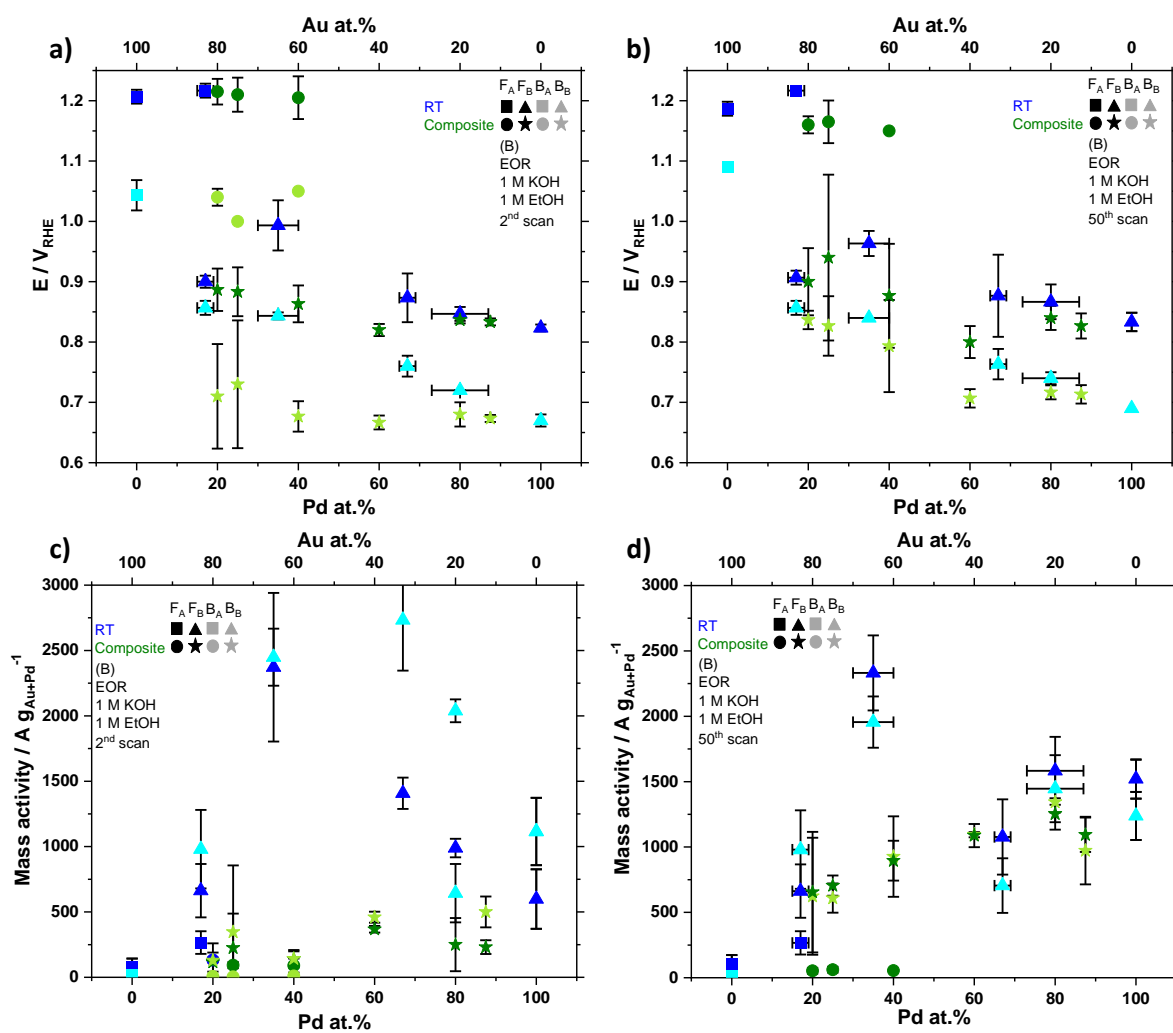 a)
Au at.%
100 80 60 40 20 0
F_A F_B B_A B_B
RT
Composite
(B)
EOR
1 M KOH
1 M EtOH
2nd scan
E / V_RHE
1.2
1.1
1.0
0.9
0.8
0.7
0.6
0 20 40 60 80 100
Pd at.%
b)
Au at.%
100 80 60 40 20 0
F_A F_B B_A B_B
RT
Composite
(B)
EOR
1 M KOH
1 M EtOH
50th scan
E / V_RHE
1.2
1.1
1.0
0.9
0.8
0.7
0.6
0 20 40 60 80 100
Pd at.%
c)
Au at.%
100 80 60 40 20 0
F_A F_B B_A B_B
RT
Composite
(B)
EOR
1 M KOH
1 M EtOH
2nd scan
Mass activity / A g_Au+Pd^-1
3000
2500
2000
1500
1000
500
0
0 20 40 60 80 100
Pd at.%
d)
Au at.%
100 80 60 40 20 0
F_A F_B B_A B_B
RT
Composite
(B)
EOR
1 M KOH
1 M EtOH
50th scan
Mass activity / A g_Au+Pd^-1
3000
2500
2000
1500
1000
500
0
0 20 40 60 80 100
Pd at.%